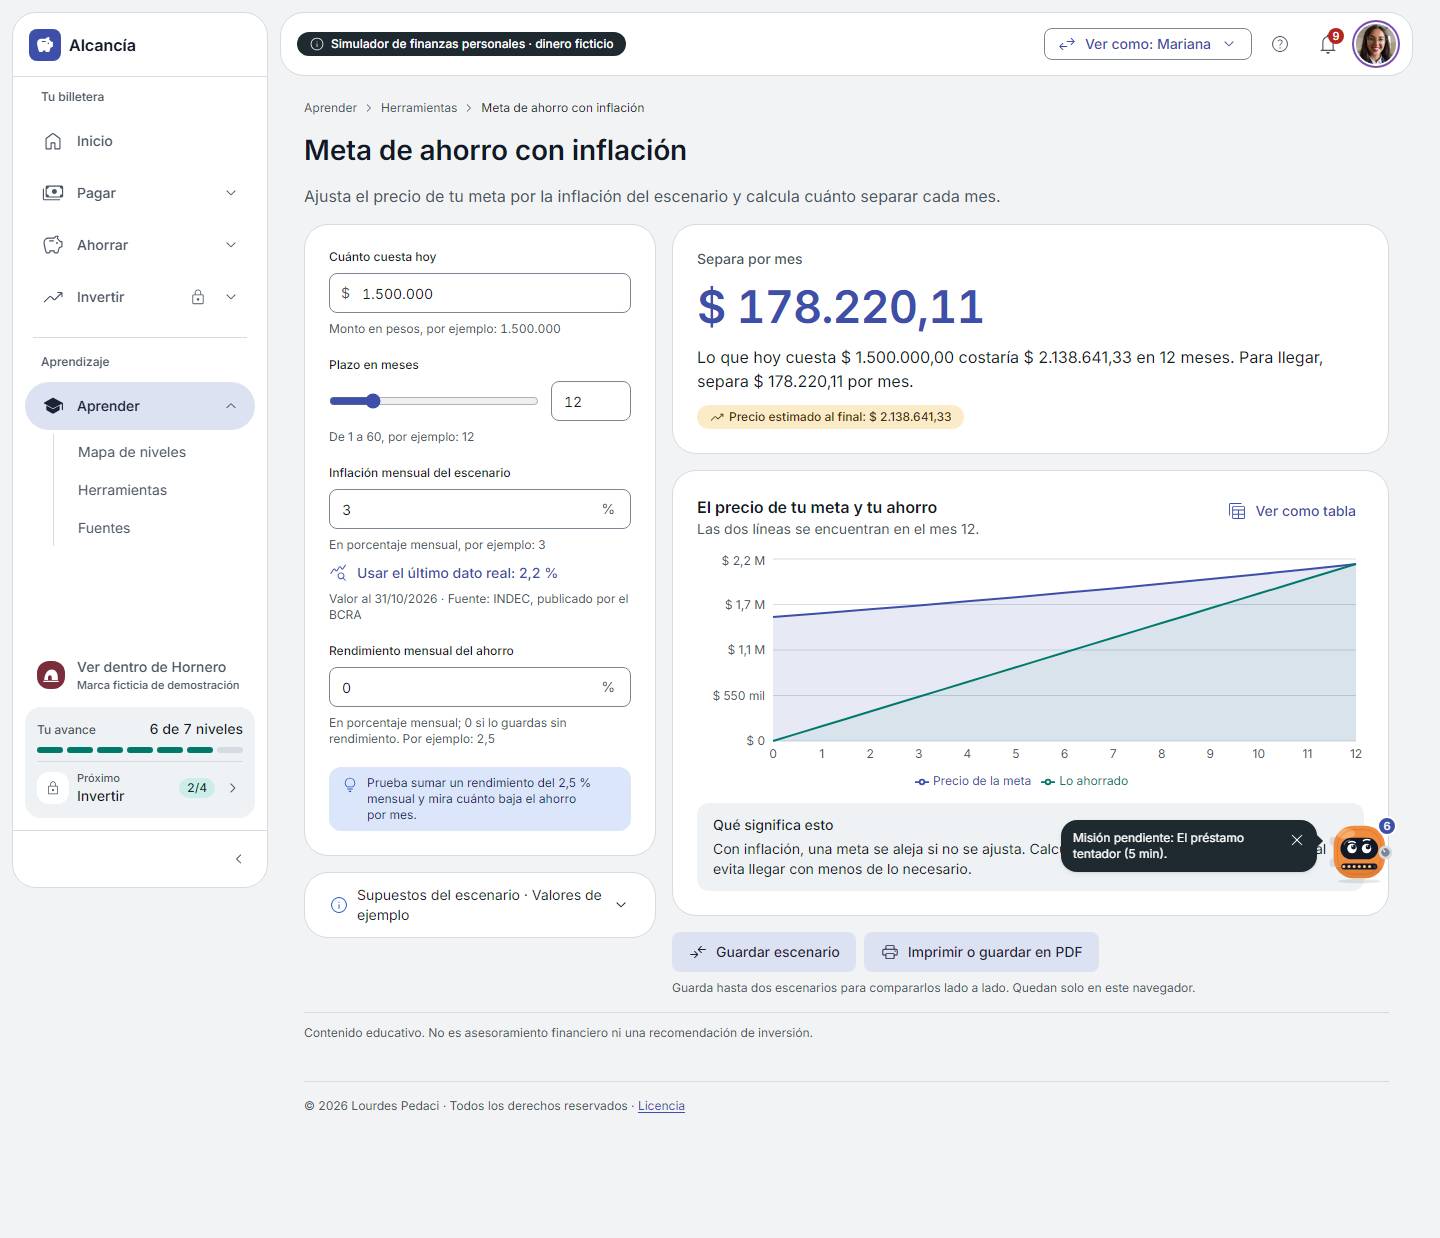 Alcancía
Simulador de finanzas personales · dinero ficticio
Ver como: Mariana
9
Tu billetera
Inicio
Pagar
Ahorrar
Invertir
Aprendizaje
Aprender
Mapa de niveles
Herramientas
Fuentes
Ver dentro de Hornero
Marca ficticia de demostración
Tu avance
6 de 7 niveles
Próximo
Invertir
2/4
Aprender
Herramientas
Meta de ahorro con inflación
Meta de ahorro con inflación
Ajusta el precio de tu meta por la inflación del escenario y calcula cuánto separar cada mes.
Cuánto cuesta hoy
$ 1.500.000
Monto en pesos, por ejemplo: 1.500.000
Plazo en meses
12
De 1 a 60, por ejemplo: 12
Inflación mensual del escenario
3 %
En porcentaje mensual, por ejemplo: 3
Usar el último dato real: 2,2 %
Valor al 31/10/2026 · Fuente: INDEC, publicado por el
BCRA
Rendimiento mensual del ahorro
0 %
En porcentaje mensual; 0 si lo guardas sin
rendimiento. Por ejemplo: 2,5
Prueba sumar un rendimiento del 2,5 %
mensual y mira cuánto baja el ahorro
por mes.
Supuestos del escenario · Valores de
ejemplo
Separa por mes
$ 178.220,11
Lo que hoy cuesta $ 1.500.000,00 costaría $ 2.138.641,33 en 12 meses. Para llegar,
separa $ 178.220,11 por mes.
Precio estimado al final: $ 2.138.641,33
El precio de tu meta y tu ahorro
Ver como tabla
Las dos líneas se encuentran en el mes 12.
$ 2,2 M
$ 1,7 M
$ 1,1 M
$ 550 mil
$ 0
0 1 2 3 4 5 6 7 8 9 10 11 12
Precio de la meta
Lo ahorrado
Qué significa esto
Con inflación, una meta se aleja si no se ajusta.
evita llegar con menos de lo necesario.
Misión pendiente: El préstamo
tentador (5 min).
6
Guardar escenario
Imprimir o guardar en PDF
Guarda hasta dos escenarios para compararlos lado a lado. Quedan solo en este navegador.
Contenido educativo. No es asesoramiento financiero ni una recomendación de inversión.
© 2026 Lourdes Pedaci · Todos los derechos reservados · Licencia